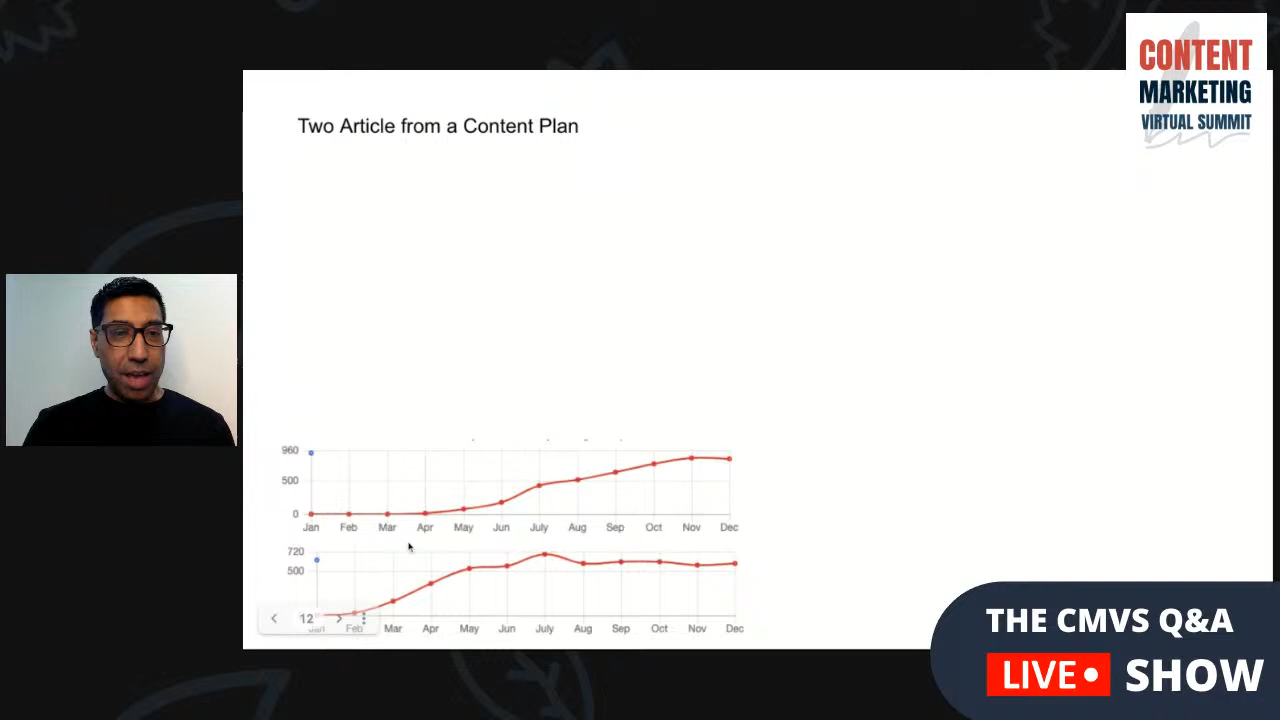 CONTENT
MARKETING
VIRTUAL SUMMIT
Two Article from a Content Plan
960
500
0
Jan Feb Mar Apr May Jun July Aug Sep Oct Nov Dec
720
500
12
Jan Feb Mar Apr May Jun July Aug Sep Oct Nov Dec
THE CMVS Q&A
LIVE SHOW